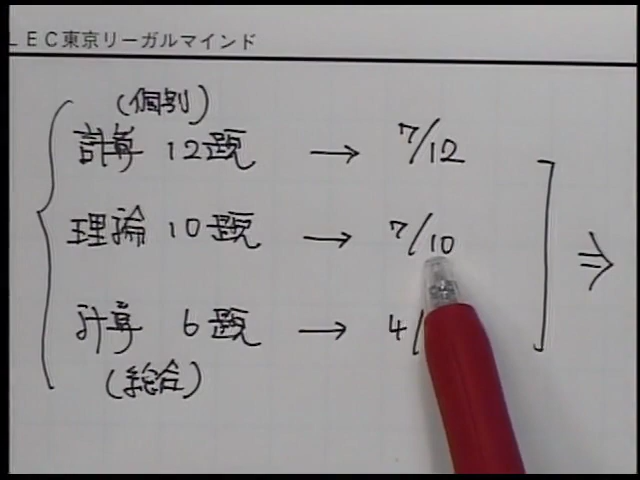 LEC東京リーガルマインド
(個別)
計算 12題 → 7/12
理論 10題 → 7/10
計算 6題 → 4/
(総合)
⇒